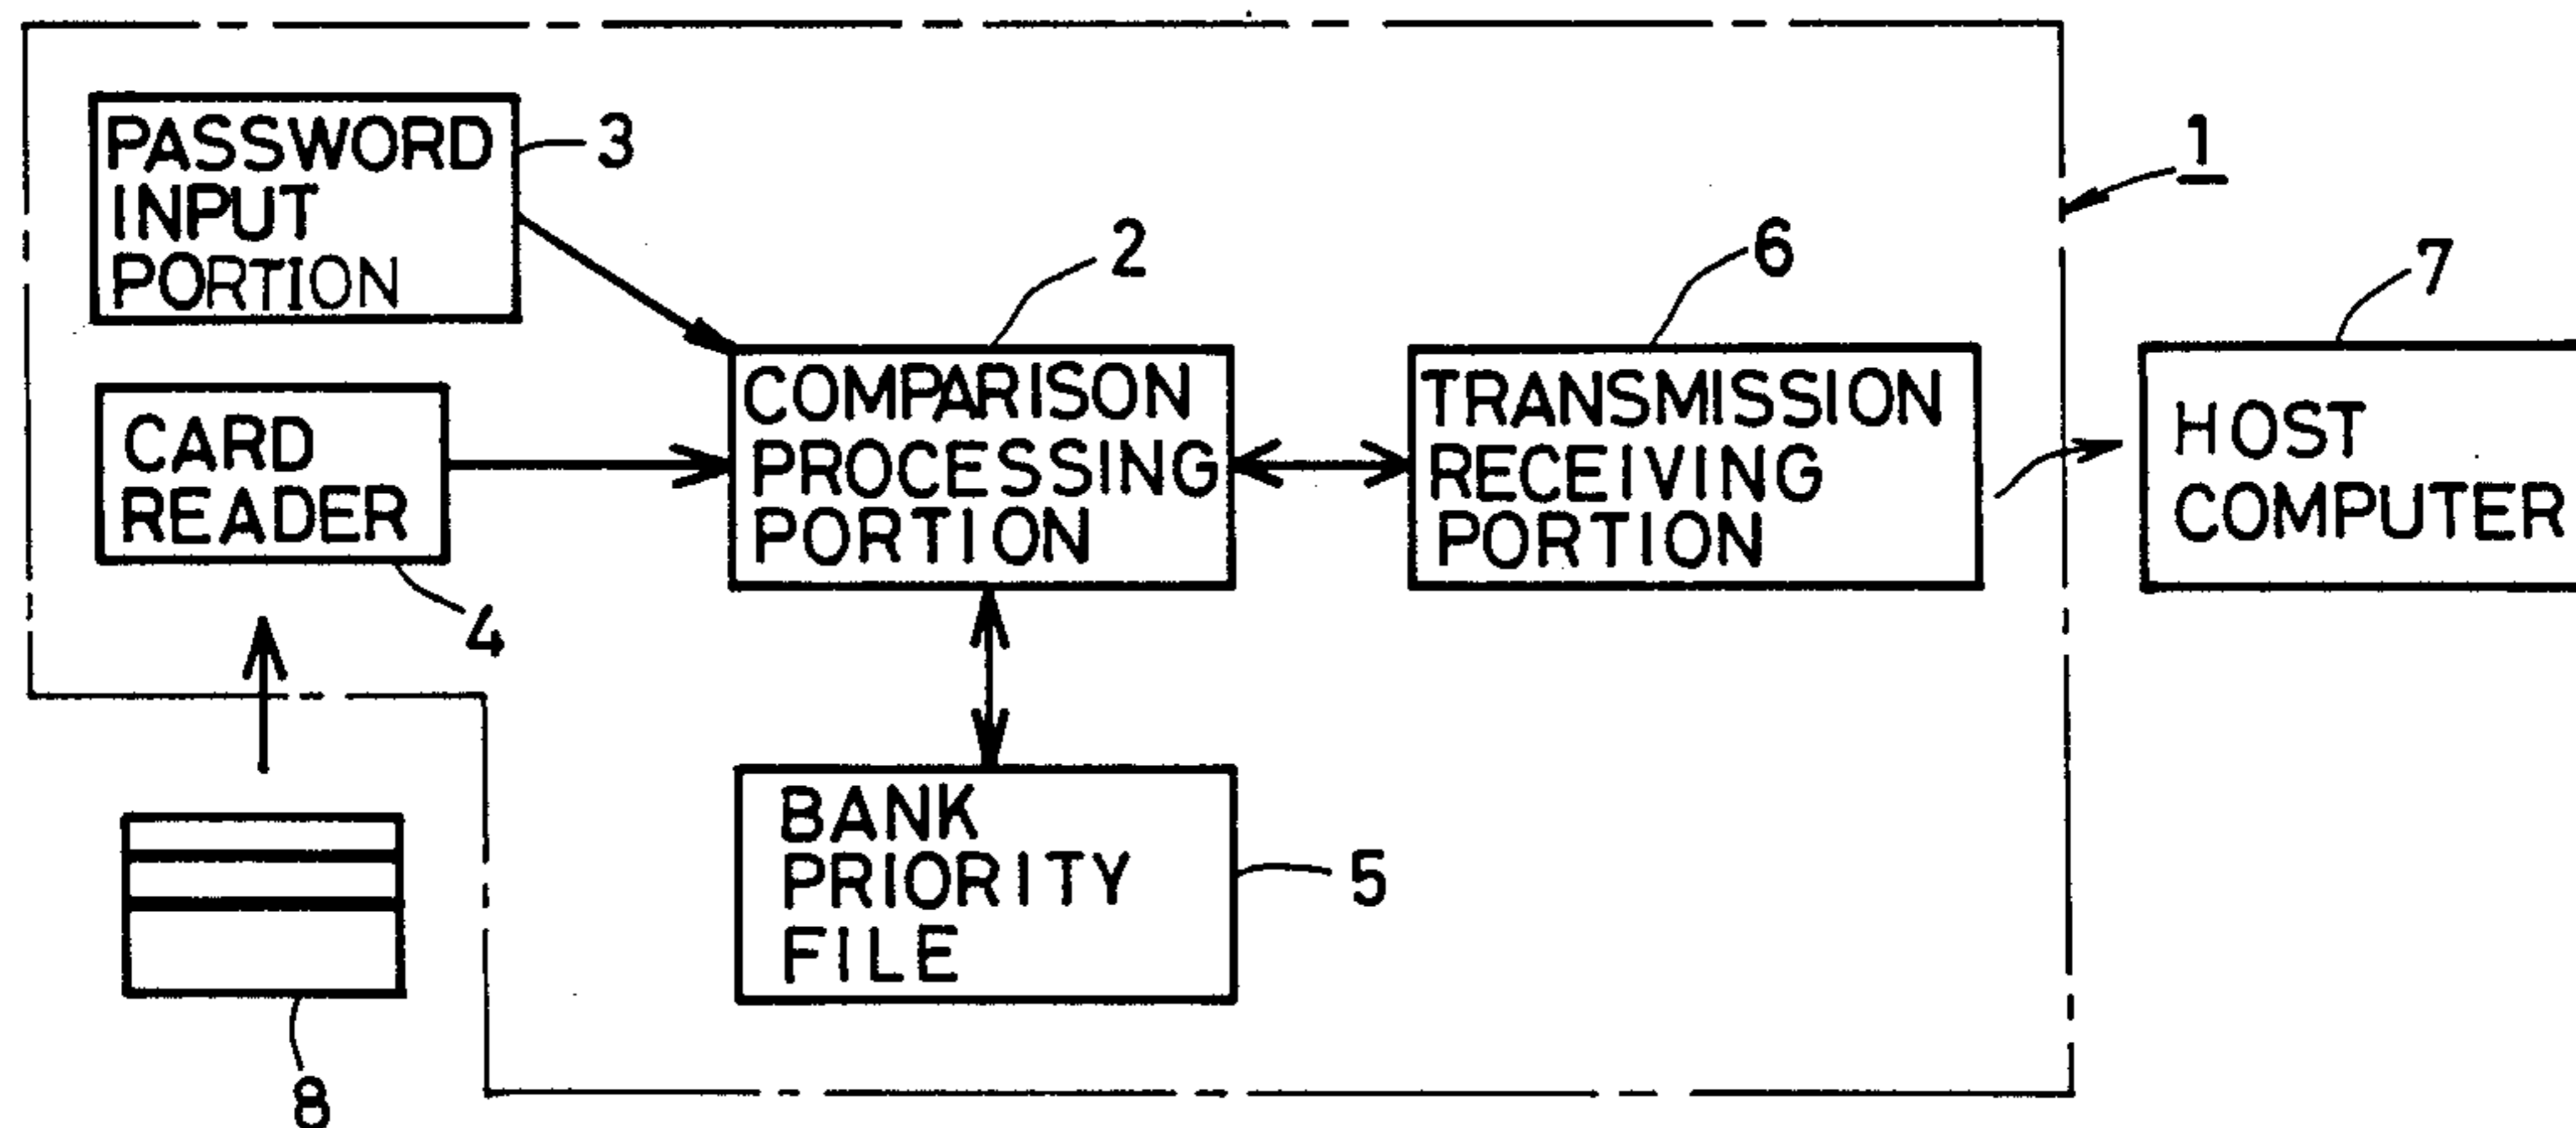 PASSWORD
INPUT
PORTION
3
1
2
6
7
CARD
READER
4
COMPARISON
PROCESSING
PORTION
TRANSMISSION
RECEIVING
PORTION
HOST
COMPUTER
BANK
PRIORITY
FILE
5
8